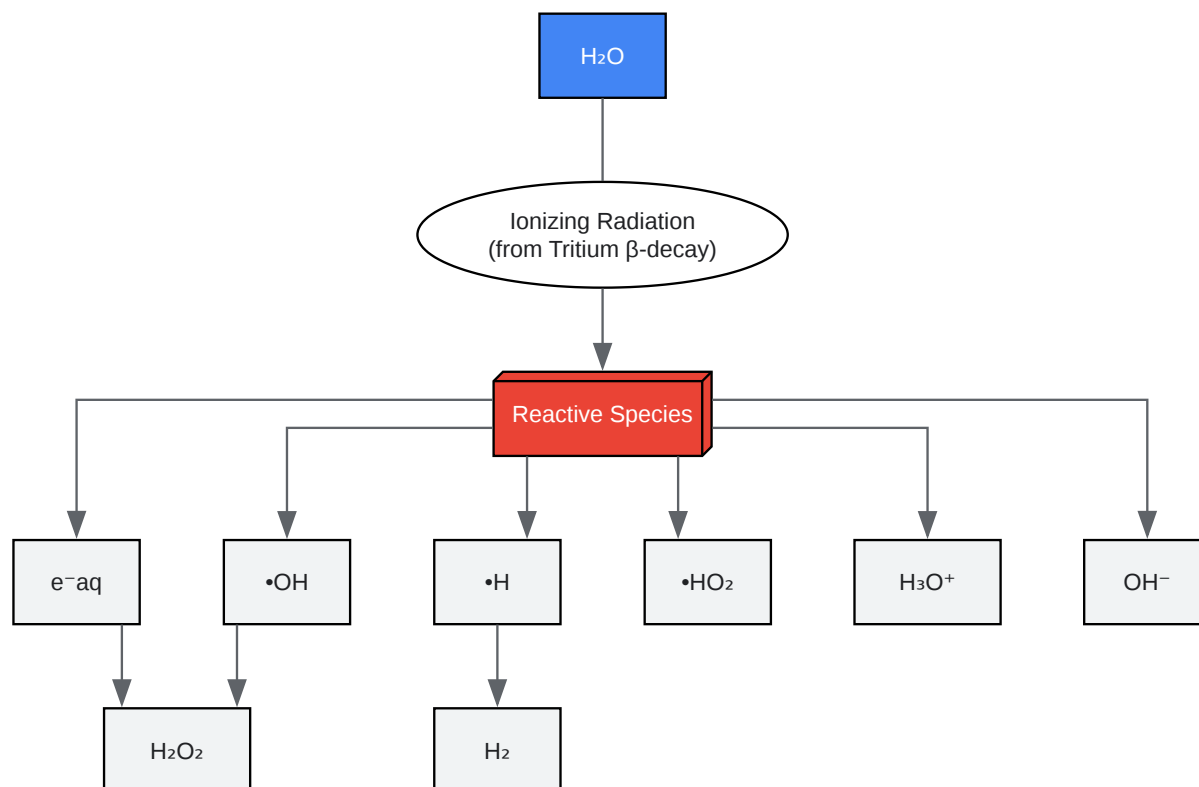 H₂O
Ionizing Radiation
(from Tritium β-decay)
Reactive Species
e⁻aq
•OH
•H
•HO₂
H₃O⁺
OH⁻
H₂O₂
H₂